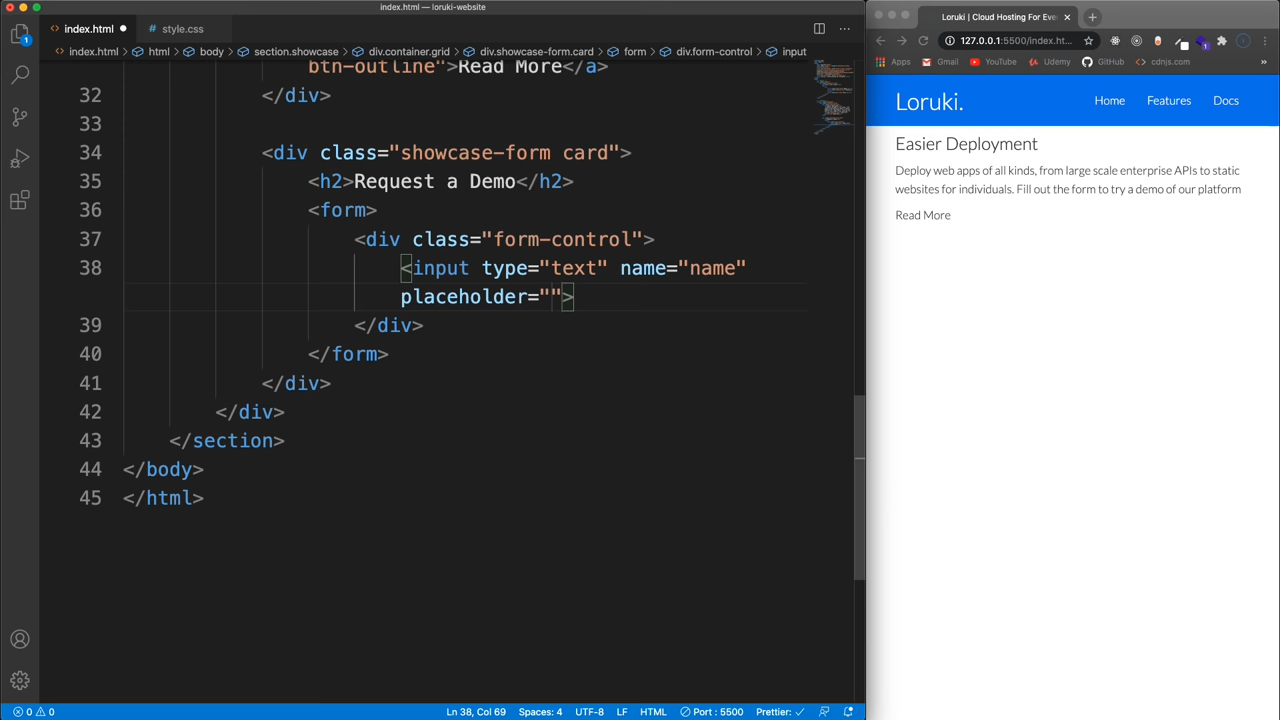 index.html — loruki-website
index.html
style.css
index.html > html > body > section.showcase > div.container.grid > div.showcase-form.card > form > div.form-control > input
btn-outline">Read More</a>
32 </div>
33
34 <div class="showcase-form card">
35 <h2>Request a Demo</h2>
36 <form>
37 <div class="form-control">
38 <input type="text" name="name"
placeholder="">
39 </div>
40 </form>
41 </div>
42 </div>
43 </section>
44 </body>
45 </html>
1
0 0
Ln 38, Col 69
Spaces: 4
UTF-8
LF
HTML
Port : 5500
Prettier: ✓
Loruki | Cloud Hosting For Eve
127.0.0.1:5500/index.ht...
Apps
Gmail
YouTube
Udemy
GitHub
cdnjs.com
»
Loruki.
Home
Features
Docs
Easier Deployment
Deploy web apps of all kinds, from large scale enterprise APIs to static
websites for individuals. Fill out the form to try a demo of our platform
Read More